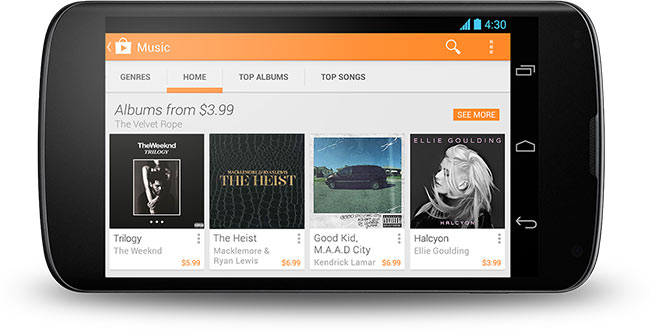 4:30
Music
GENRES
HOME
TOP ALBUMS
TOP SONGS
Albums from $3.99
The Velvet Rope
SEE MORE
TheWeeknd
TRILOGY
MACKLEMORE & RYAN LEWIS
THE HEIST
ELLIE GOULDING
HALCYON
Trilogy
The Weeknd
$5.99
The Heist
Macklemore &
Ryan Lewis
$6.99
Good Kid,
M.A.A.D City
Kendrick Lamar
$6.99
Halcyon
Ellie Goulding
$3.99